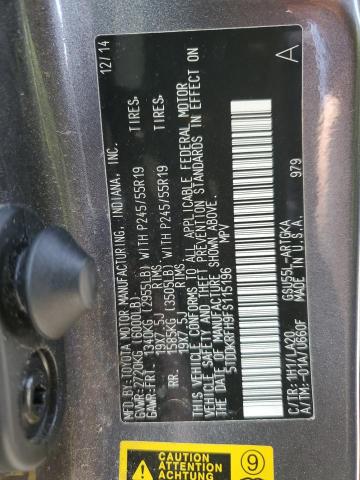 MFD. BY: TOYOTA MOTOR MANUFACTURING, INDIANA, INC. 12/14
GVWR: 2720KG (6000LB)
GAWR: FRT. 1340KG (2955LB) WITH P245/55R19 TIRES,
19X7.5J RIMS
RR. 1585KG (3505LB) WITH P245/55R19 TIRES,
19X7.5J RIMS
THIS VEHICLE CONFORMS TO ALL APPLICABLE FEDERAL MOTOR
VEHICLE SAFETY AND THEFT PREVENTION STANDARDS IN EFFECT ON
THE DATE OF MANUFACTURE SHOWN ABOVE.
5TDDKRFH9FS115196 MPV
A
C/TR: 1H1/LA20 GSU55L-ARTGKA
A/TM: -01A/U660F MADE IN U.S.A. 979
CAUTION
ATTENTION
ACHTUNG
9